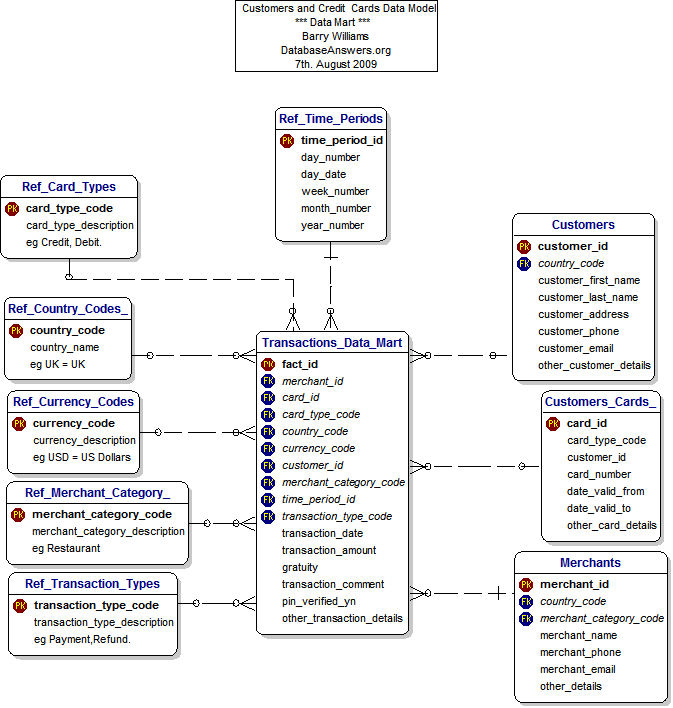 Customers and Credit Cards Data Model
*** Data Mart ***
Barry Williams
DatabaseAnswers.org
7th. August 2009
Ref_Time_Periods
PK time_period_id
day_number
day_date
week_number
month_number
year_number
Ref_Card_Types
PK card_type_code
card_type_description
eg Credit, Debit.
Ref_Country_Codes_
PK country_code
country_name
eg UK = UK
Ref_Currency_Codes
PK currency_code
currency_description
eg USD = US Dollars
Ref_Merchant_Category_
PK merchant_category_code
merchant_category_description
eg Restaurant
Ref_Transaction_Types
PK transaction_type_code
transaction_type_description
eg Payment,Refund.
Transactions_Data_Mart
PK fact_id
FK merchant_id
FK card_id
FK card_type_code
FK country_code
FK currency_code
FK customer_id
FK merchant_category_code
FK time_period_id
FK transaction_type_code
transaction_date
transaction_amount
gratuity
transaction_comment
pin_verified_yn
other_transaction_details
Customers
PK customer_id
FK country_code
customer_first_name
customer_last_name
customer_address
customer_phone
customer_email
other_customer_details
Customers_Cards_
PK card_id
card_type_code
customer_id
card_number
date_valid_from
date_valid_to
other_card_details
Merchants
PK merchant_id
FK country_code
FK merchant_category_code
merchant_name
merchant_phone
merchant_email
other_details